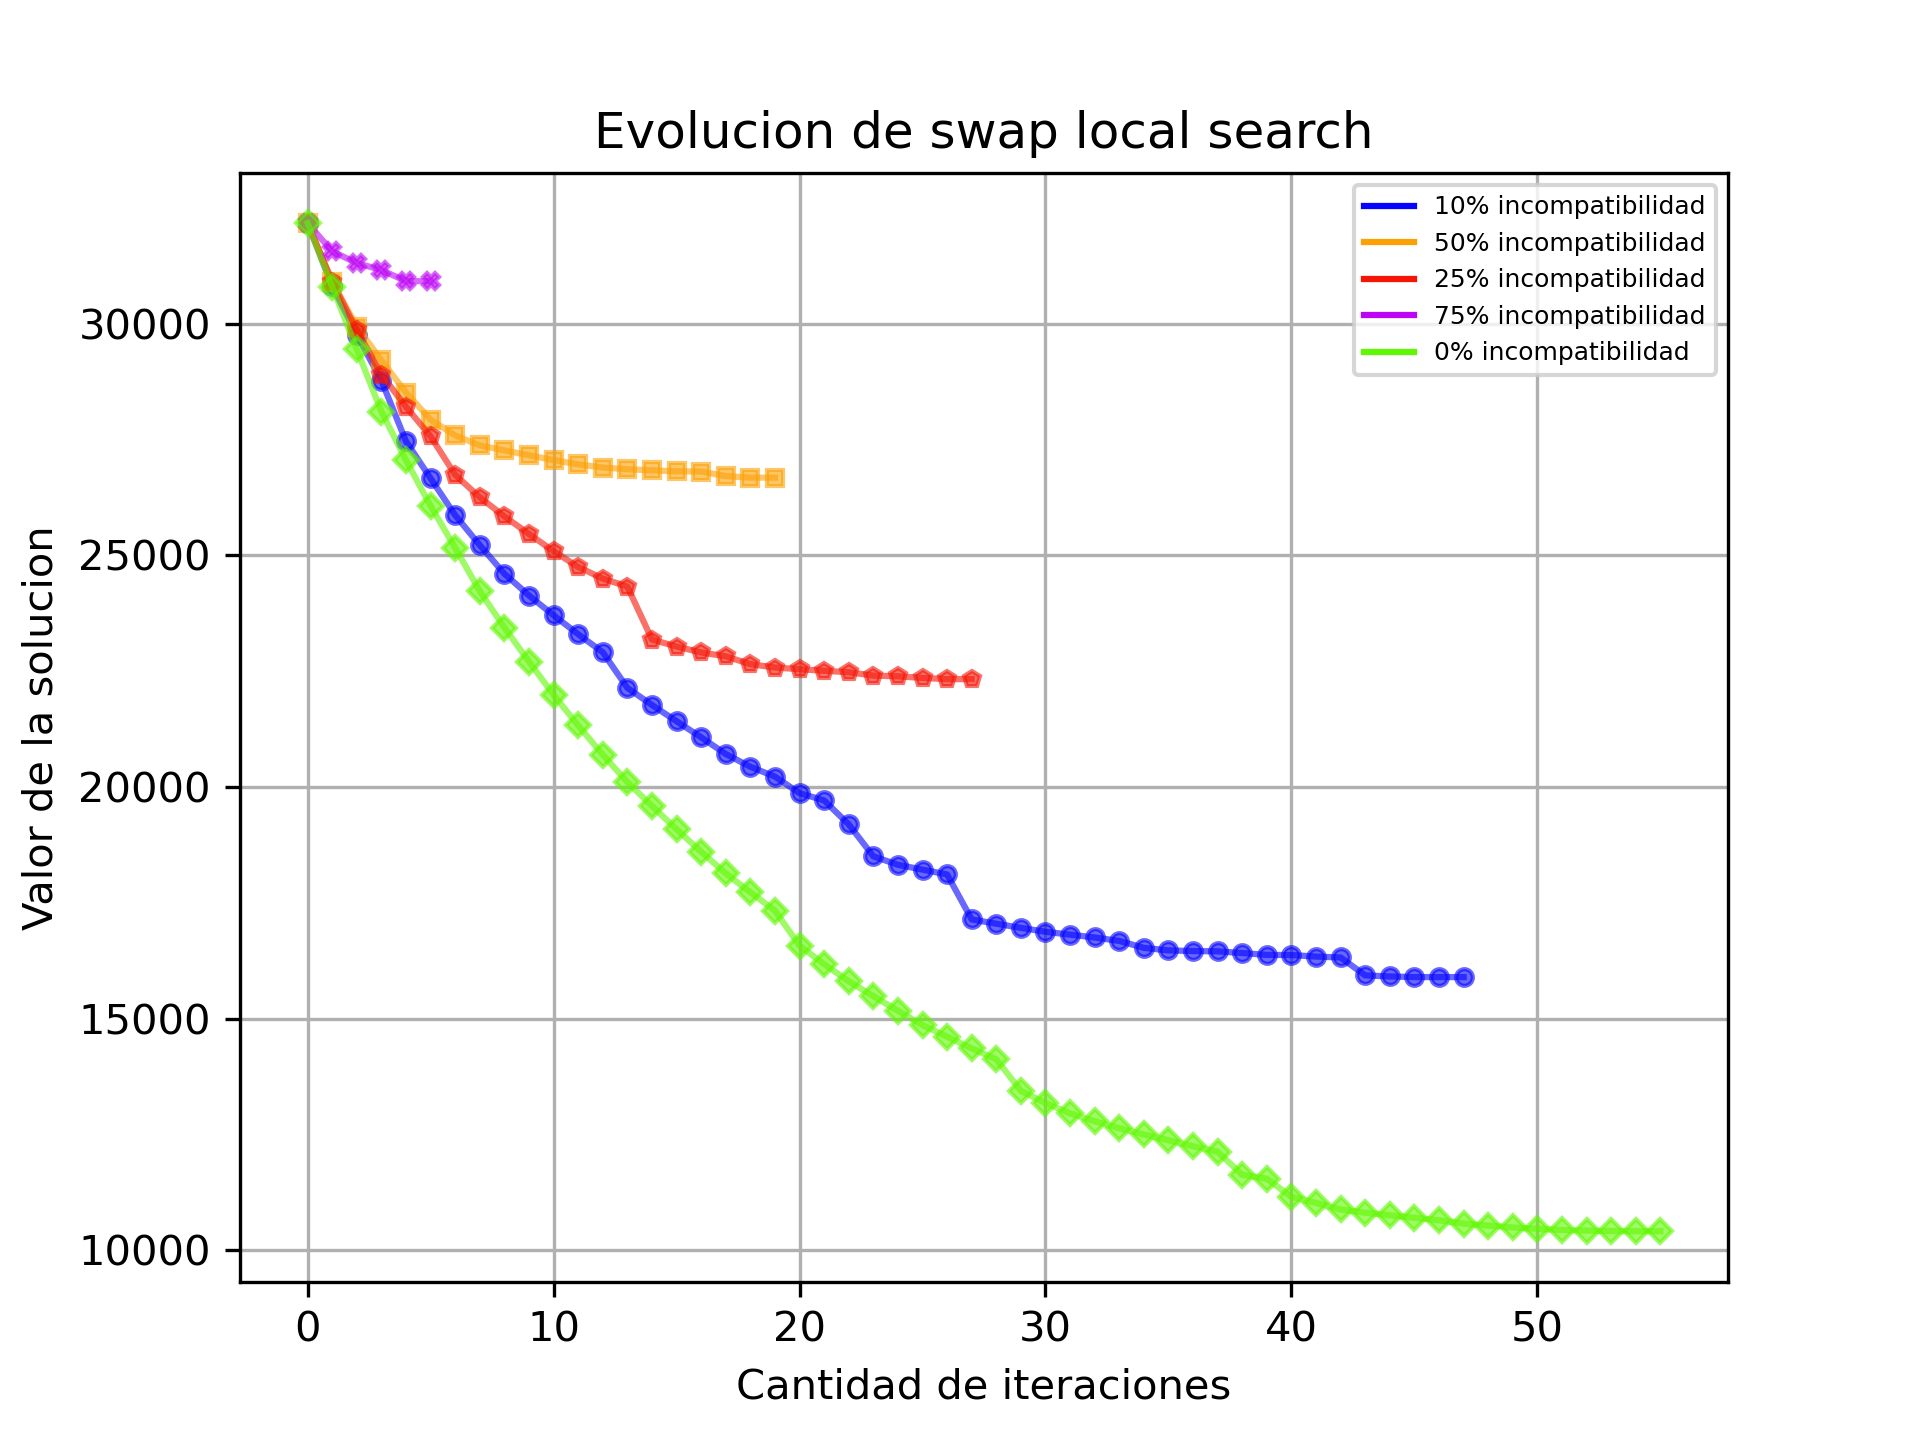 Evolucion de swap local search
10% incompatibilidad
50% incompatibilidad
25% incompatibilidad
75% incompatibilidad
0% incompatibilidad
Valor de la solucion
30000
25000
20000
15000
10000
0 10 20 30 40 50
Cantidad de iteraciones